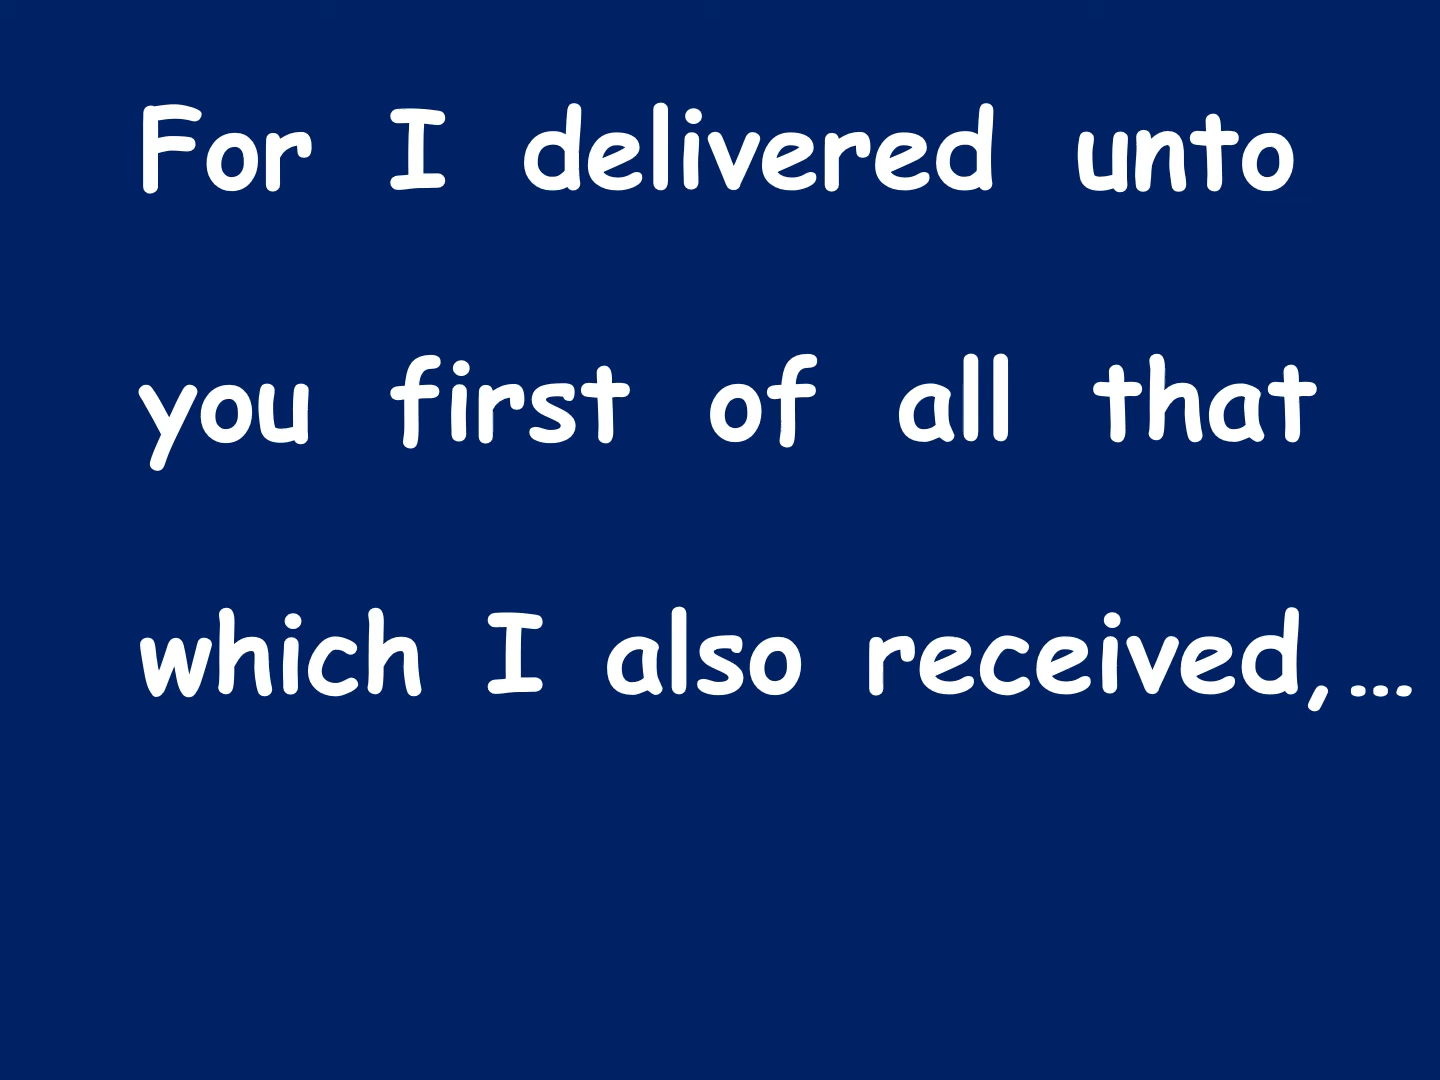 For I delivered unto
you first of all that
which I also received,…